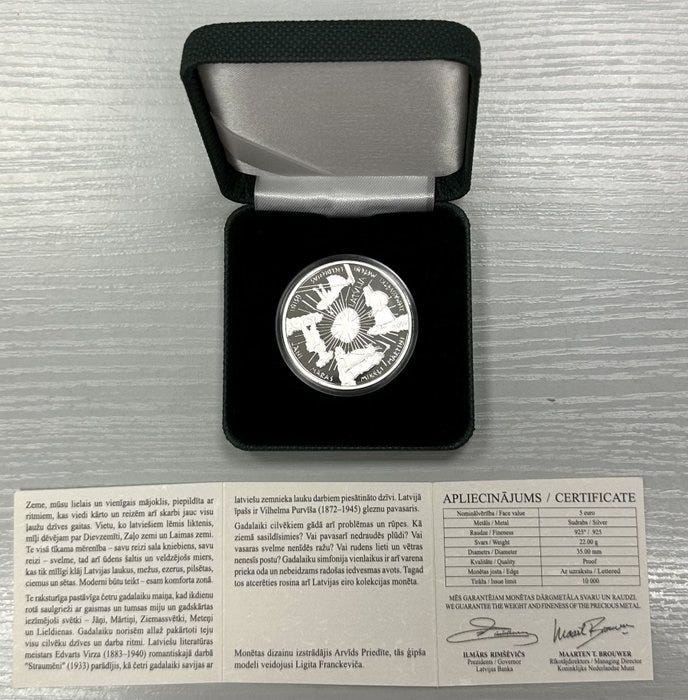 LATVIJA
METEŅI
LIELDIENAS
JĀŅI
MĀRAS
MIĶEĻI
MĀRTIŅI
Zeme, mūsu lielais un vienīgais mājoklis, piepildīta ar
ritmiem, kas viedi kārto un reizēm arī skarbi jauc visu
ļaužu dzīves gaitas. Vietu, ko latviešiem lēmis liktenis,
mīļi dēvējam par Dievzemīti, Zaļo zemi un Laimas zemi.
Te visā tīkama mērenība – savu reizi sala kniebiens, savu
reizi – svelme, tad arī ūdens šaltis un veldzējošs miers,
kas tik mīlīgi klāj Latvijas laukus, mežus, ezerus, pilsētas,
ciemus un sētas. Moderni būtu teikt – esam komforta zonā.
Te raksturīga pastāvīga četru gadalaiku maiņa, kad ikdienu
rotā saulgrieži ar gaismas un tumsas miju un gadskārtas
iezīmējoši svētki – Jāņi, Mārtiņi, Ziemassvētki, Meteņi
un Lieldienas. Gadalaiku norisēm allaž pakārtoti teju
visu cilvēku dzīves un darba ritmi. Latviešu literatūras
meistars Edvarts Virza (1883–1940) romantiskajā darbā
"Straumēni" (1933) parādījis, kā četri gadalaiki savijas ar
latviešu zemnieka lauku darbiem piesātināto dzīvi. Latvijā
īpašs ir Vilhelma Purvīša (1872–1945) gleznu pavasaris.
Gadalaiki cilvēkiem gādā arī problēmas un rūpes. Kā
ziemā sasildīsimies? Vai pavasarī nedraudēs plūdi? Vai
vasaras svelme nenīdēs ražu? Vai rudens lieti un vētras
nenesīs postu? Gadalaiku simfonija vienlaikus ir arī varena
prieka oda un nebeidzams radošas iedvesmas avots. Tagad
tos atcerēties rosina arī Latvijas eiro kolekcijas monēta.
Monētas dizainu izstrādājis Arvīds Priedīte, tās ģipša
modeli veidojusi Ligita Franckeviča.
APLIECINĀJUMS / CERTIFICATE
Nominālvērtība / Face value 5 euro
Metāls / Metal Sudrabs / Silver
Raudze / Fineness 925° / .925
Svars / Weight 22.00 g
Diametrs / Diameter 35.00 mm
Kvalitāte / Quality Proof
Monētas josta / Edge Ar uzrakstu / Lettered
Tirāža / Issue limit 10 000
MĒS GARANTĒJAM MONĒTAS DĀRGMETĀLA SVARU UN RAUDZI.
WE GUARANTEE THE WEIGHT AND FINENESS OF THE PRECIOUS METAL.
ILMĀRS RIMŠĒVIČS
Prezidents / Governor
Latvijas Banka
MAARTEN T. BROUWER
Rīkotājdirektors / Managing Director
Koninklijke Nederlandse Munt